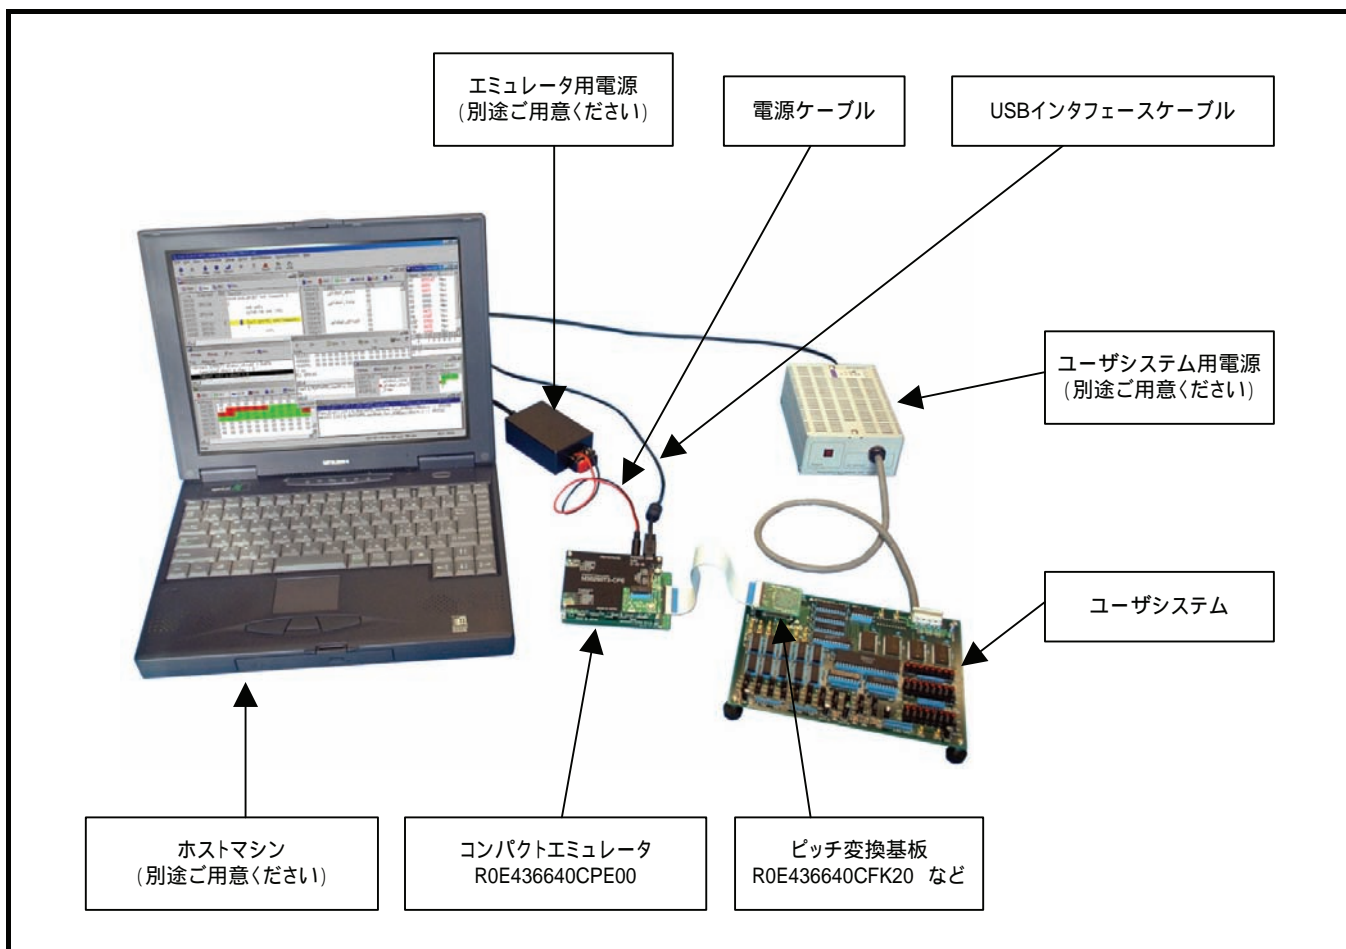 エミュレータ用電源
(別途ご用意ください)
電源ケーブル
USBインタフェースケーブル
ユーザシステム用電源
(別途ご用意ください)
ユーザシステム
ホストマシン
(別途ご用意ください)
コンパクトエミュレータ
R0E436640CPE00
ピッチ変換基板
R0E436640CFK20 など